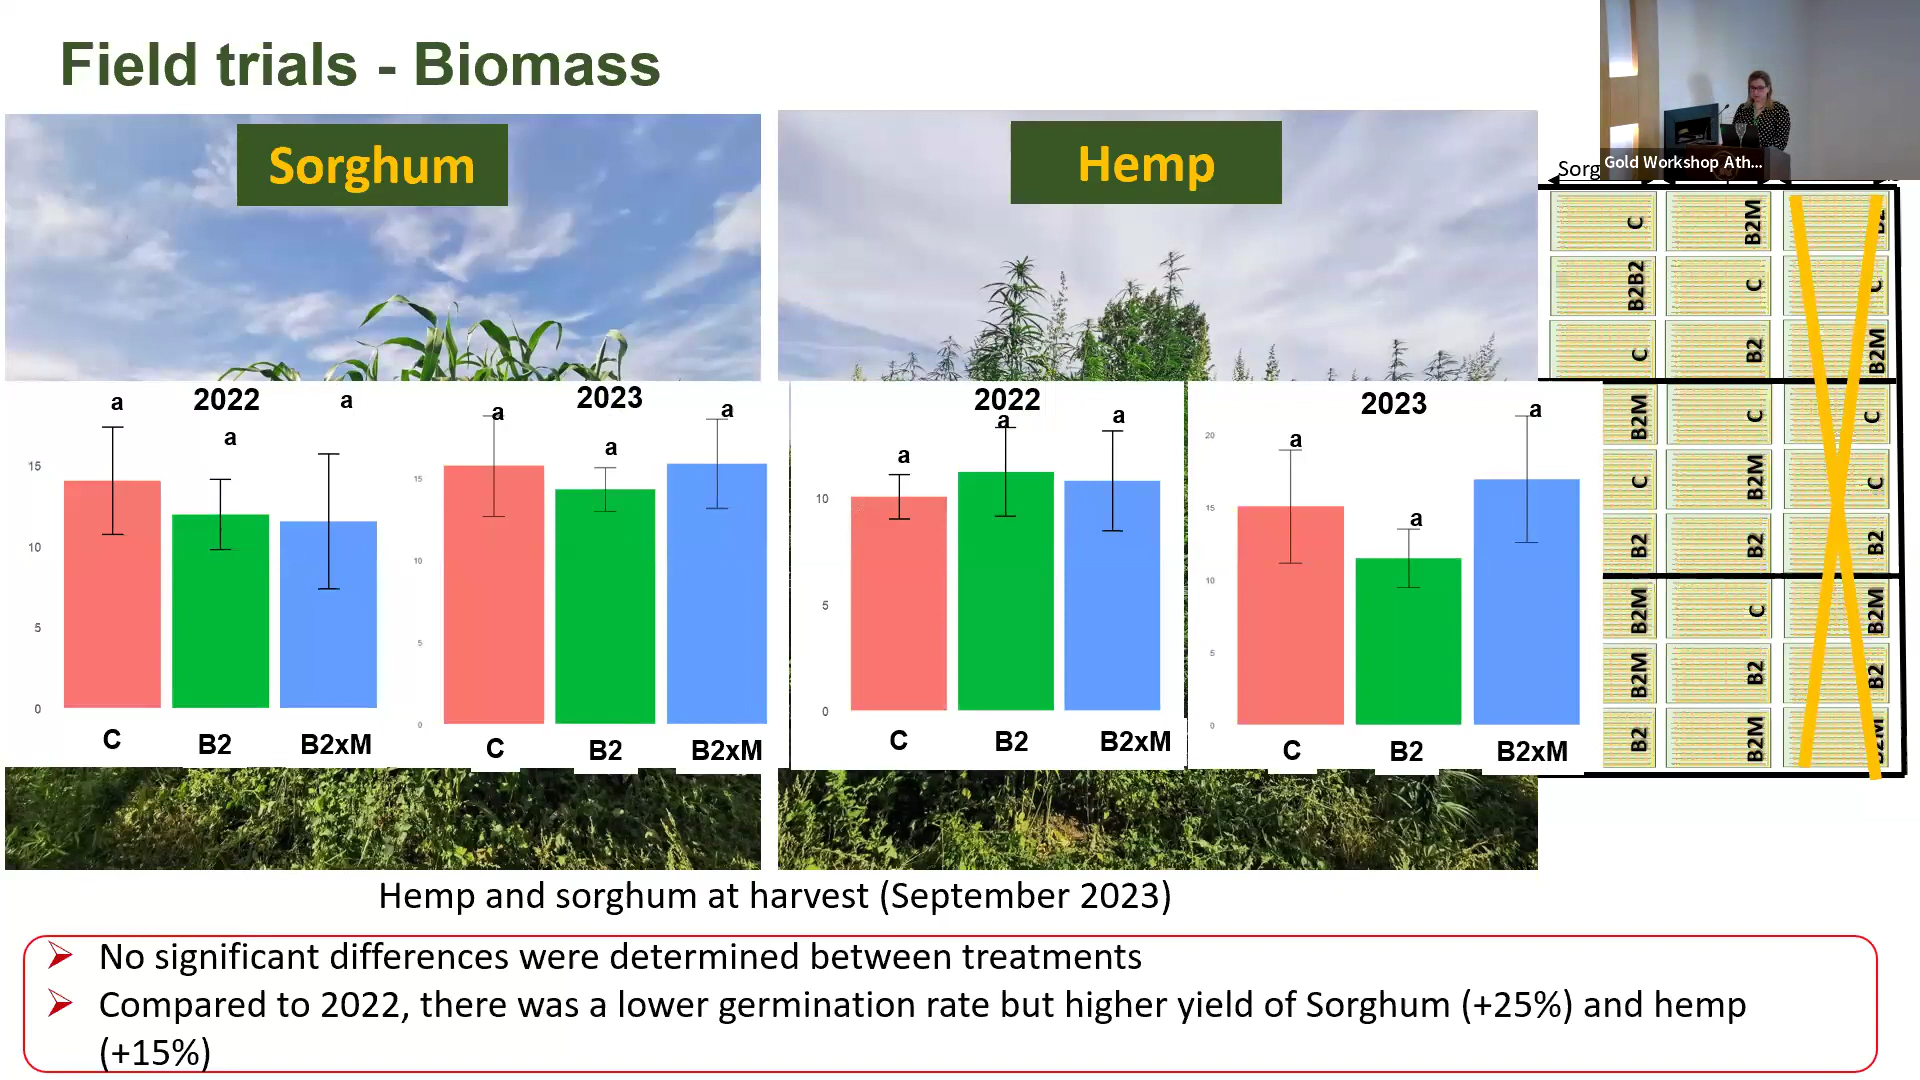 Field trials - Biomass
Gold Workshop Ath...
Sorghum
Hemp
Sorg
2022
a
a
a
15
10
5
0
C
B2
B2xM
2023
a
a
a
15
10
5
0
C
B2
B2xM
2022
a
a
a
10
5
0
C
B2
B2xM
2023
a
a
a
20
15
10
5
0
C
B2
B2xM
C
B2M
B2B2
C
C
C
B2
B2M
B2M
C
C
C
B2M
C
B2
B2
B2
B2M
C
B2M
B2M
B2
B2
B2
B2M
B2M
Hemp and sorghum at harvest (September 2023)
No significant differences were determined between treatments
Compared to 2022, there was a lower germination rate but higher yield of Sorghum (+25%) and hemp
(+15%)